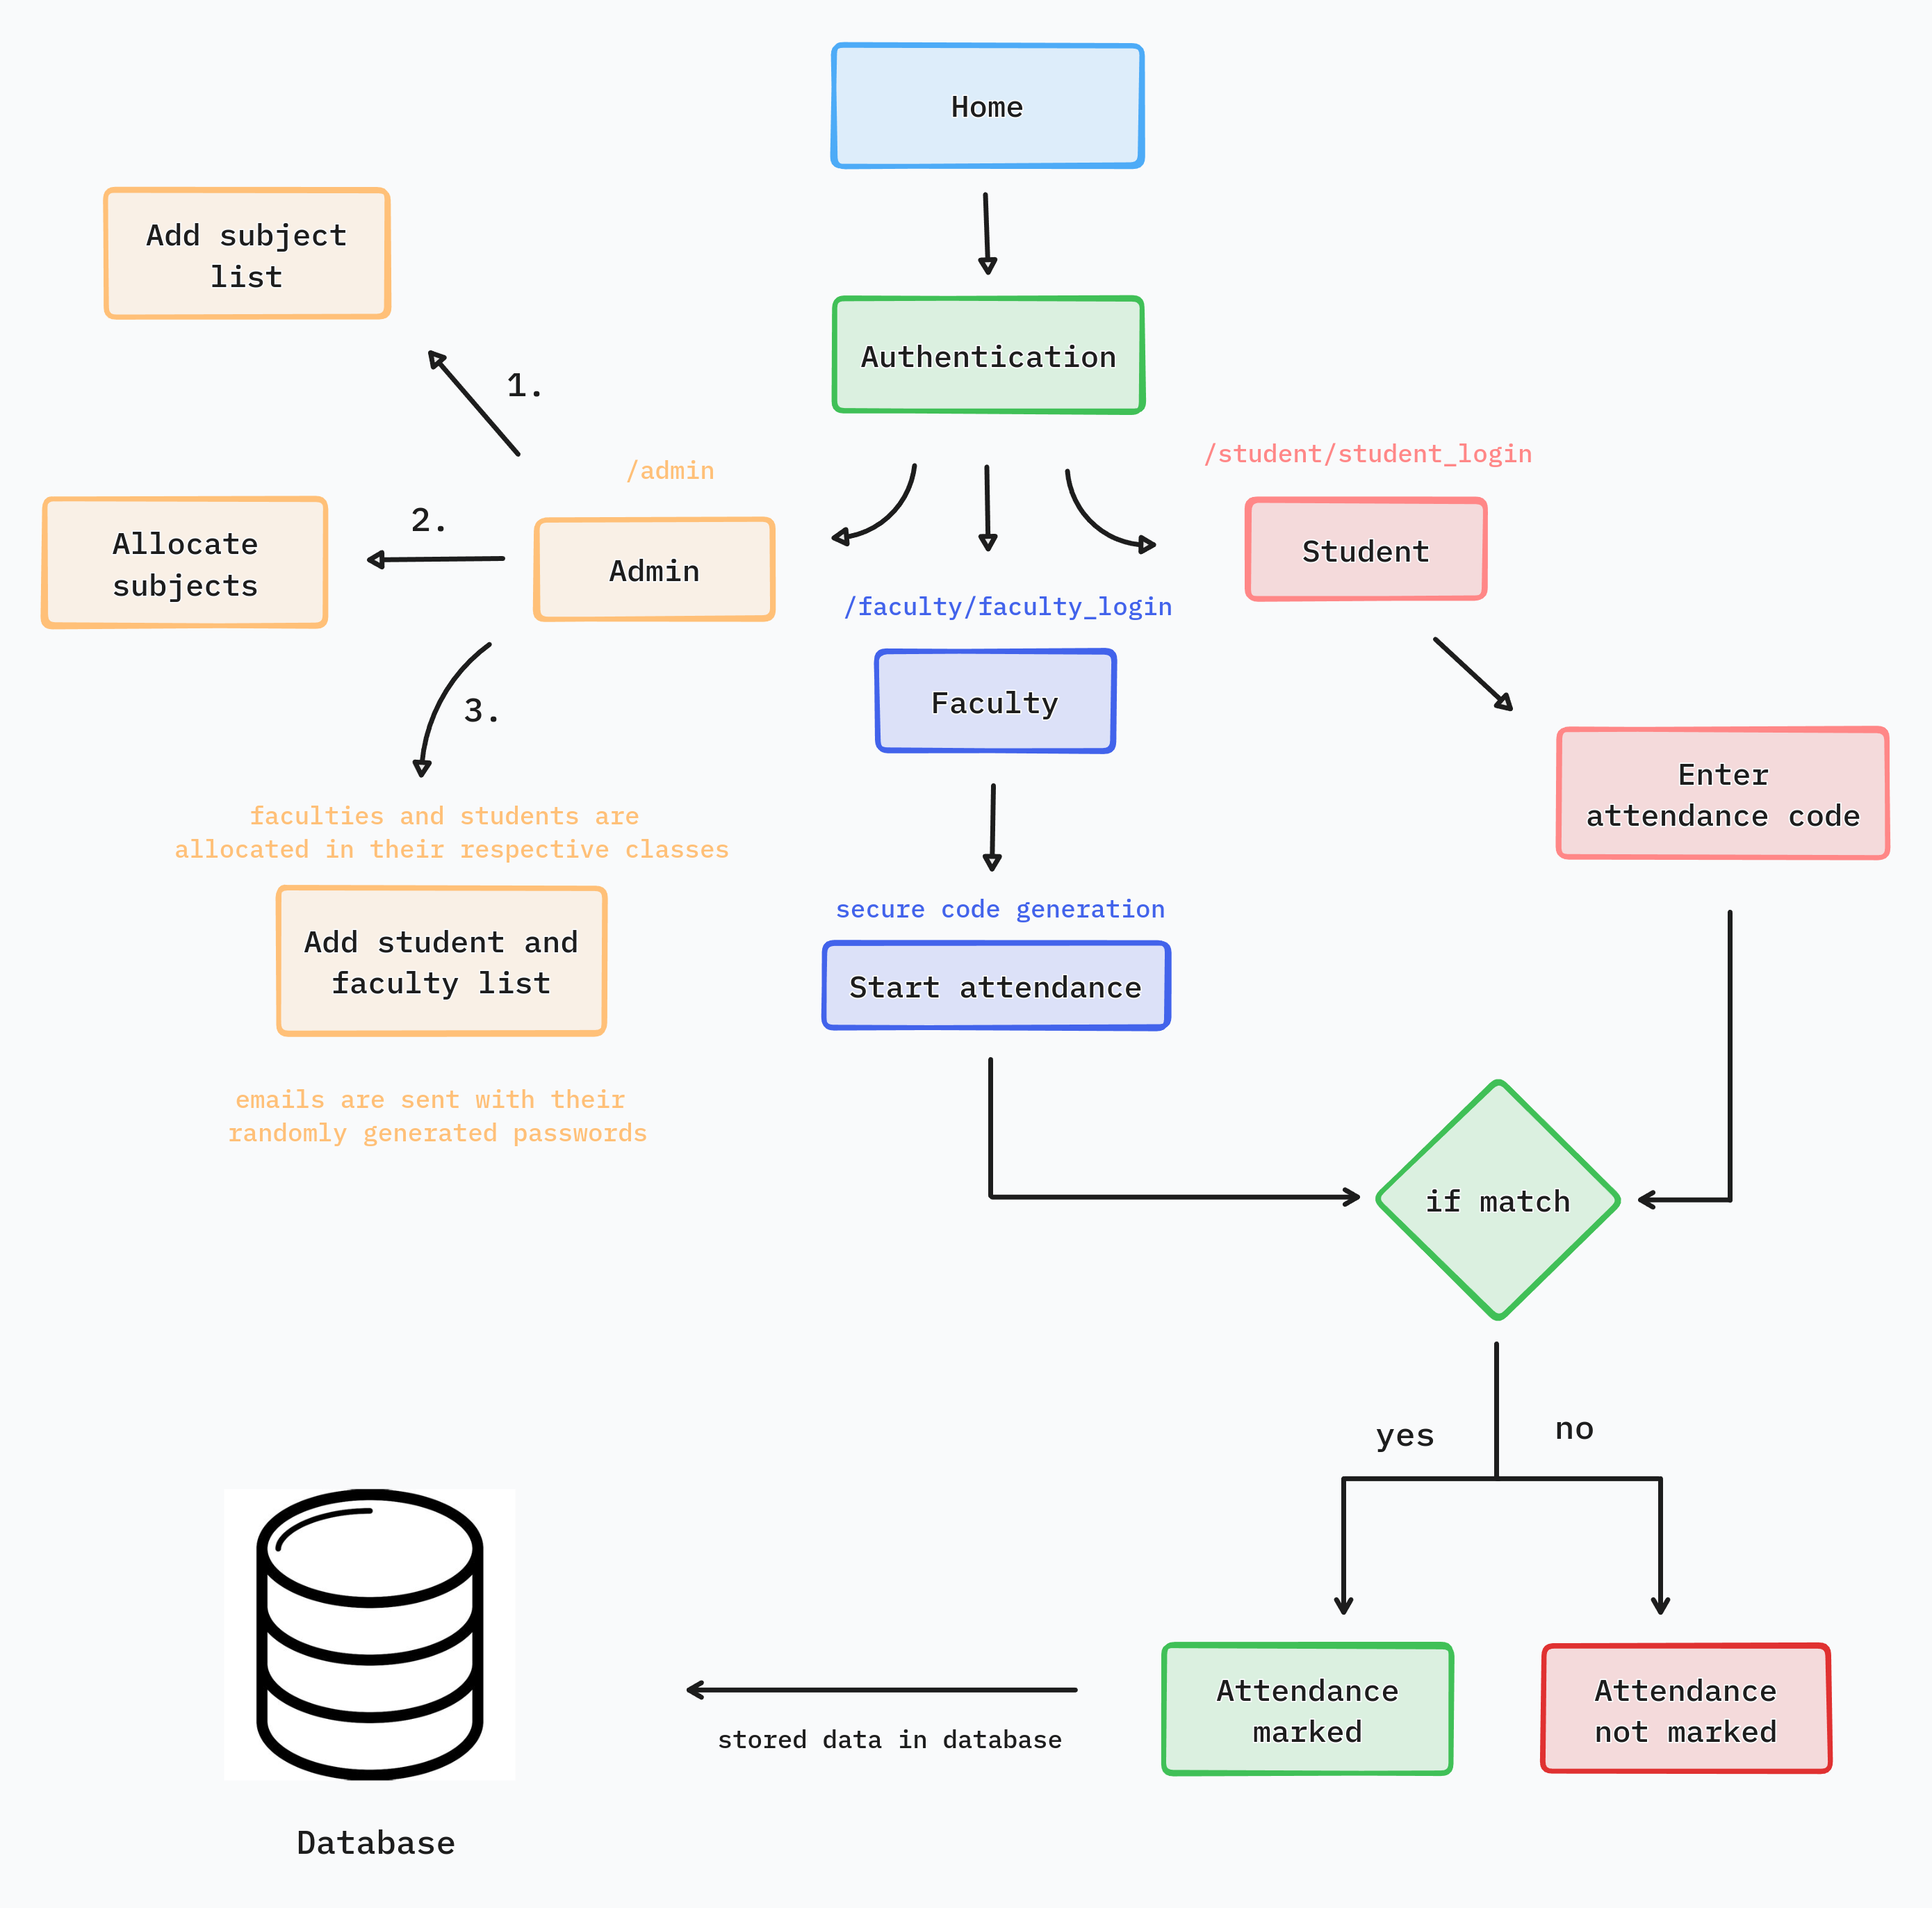 Home
Add subject
list
Authentication
1.
/admin
/student/student_login
Allocate
subjects
2.
Admin
Student
/faculty/faculty_login
3.
Faculty
Enter
attendance code
faculties and students are
allocated in their respective classes
Add student and
faculty list
secure code generation
Start attendance
emails are sent with their
randomly generated passwords
if match
yes
no
Attendance
marked
Attendance
not marked
stored data in database
Database